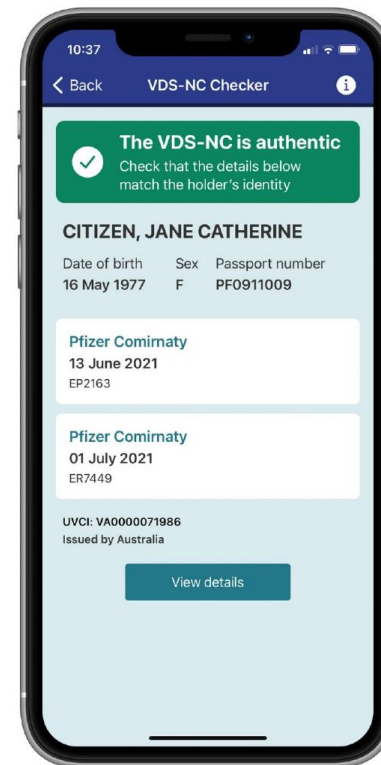 10:37
Back VDS-NC Checker i
The VDS-NC is authentic
Check that the details below
match the holder's identity
CITIZEN, JANE CATHERINE
Date of birth Sex Passport number
16 May 1977 F PF0911009
Pfizer Comirnaty
13 June 2021
EP2163
Pfizer Comirnaty
01 July 2021
ER7449
UVCI: VA0000071986
Issued by Australia
View details